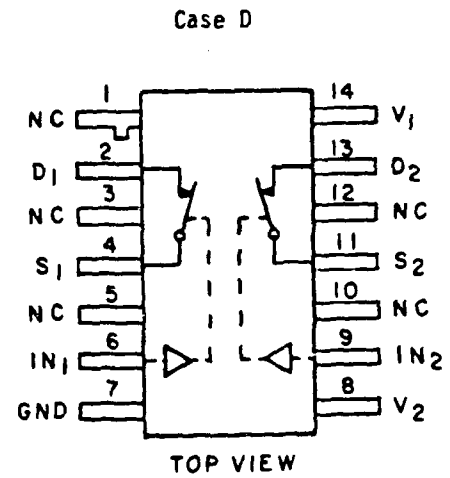 Case D
1
NC
2
D1
3
NC
4
S1
5
NC
6
IN1
7
GND
14
V1
13
D2
12
NC
11
S2
10
NC
9
IN2
8
V2
TOP VIEW